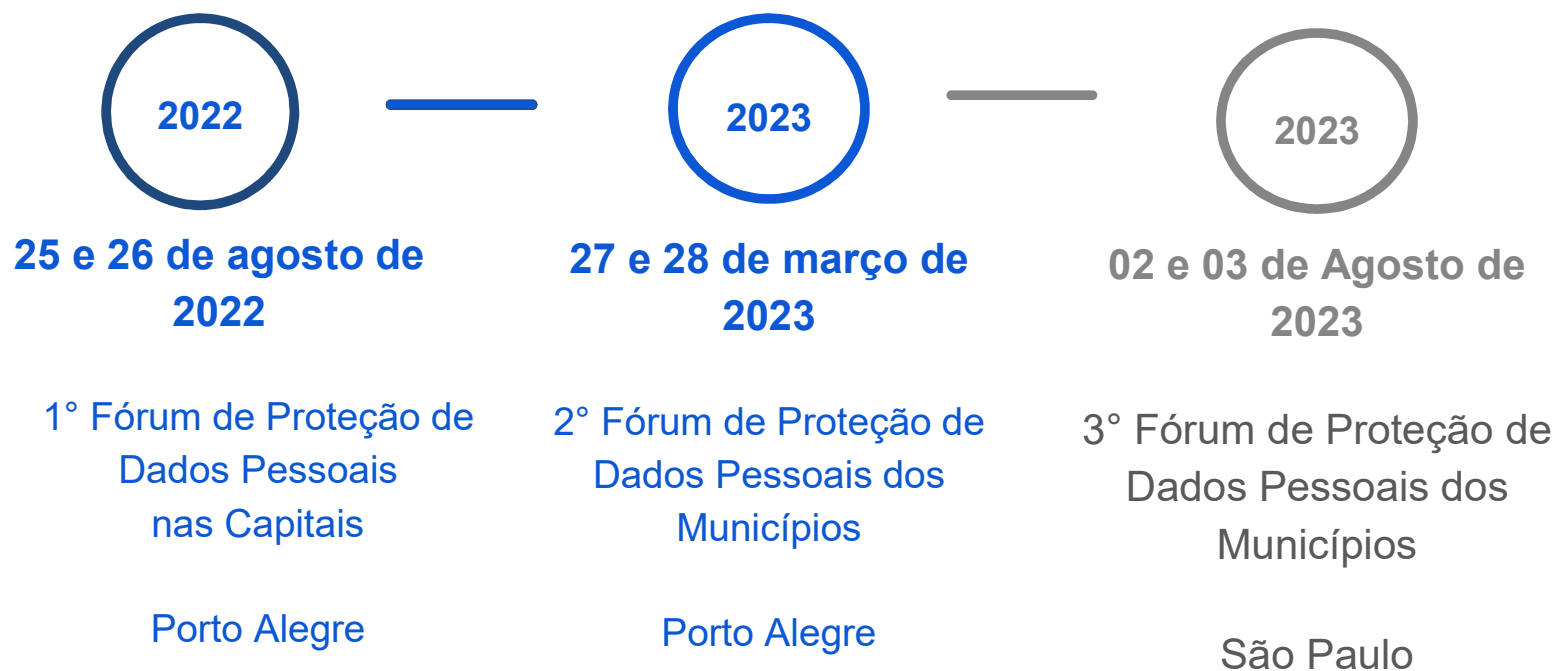 2022
25 e 26 de agosto de
2022
1° Fórum de Proteção de
Dados Pessoais
nas Capitais
Porto Alegre
2023
27 e 28 de março de
2023
2° Fórum de Proteção de
Dados Pessoais dos
Municípios
Porto Alegre
2023
02 e 03 de Agosto de
2023
3° Fórum de Proteção de
Dados Pessoais dos
Municípios
São Paulo